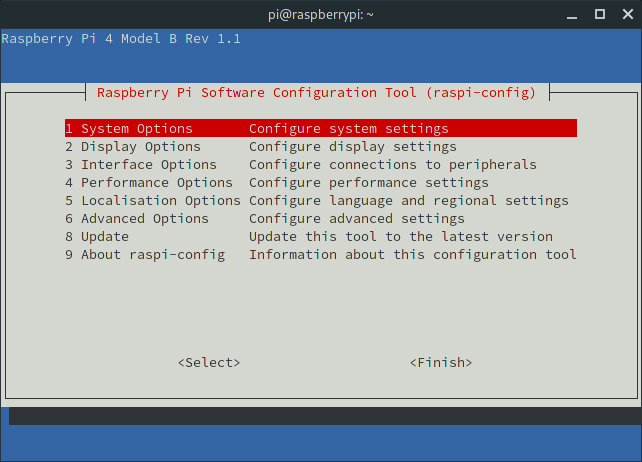 pi@raspberrypi: ~
Raspberry Pi 4 Model B Rev 1.1
Raspberry Pi Software Configuration Tool (raspi-config)
1 System Options Configure system settings
2 Display Options Configure display settings
3 Interface Options Configure connections to peripherals
4 Performance Options Configure performance settings
5 Localisation Options Configure language and regional settings
6 Advanced Options Configure advanced settings
8 Update Update this tool to the latest version
9 About raspi-config Information about this configuration tool
<Select> <Finish>